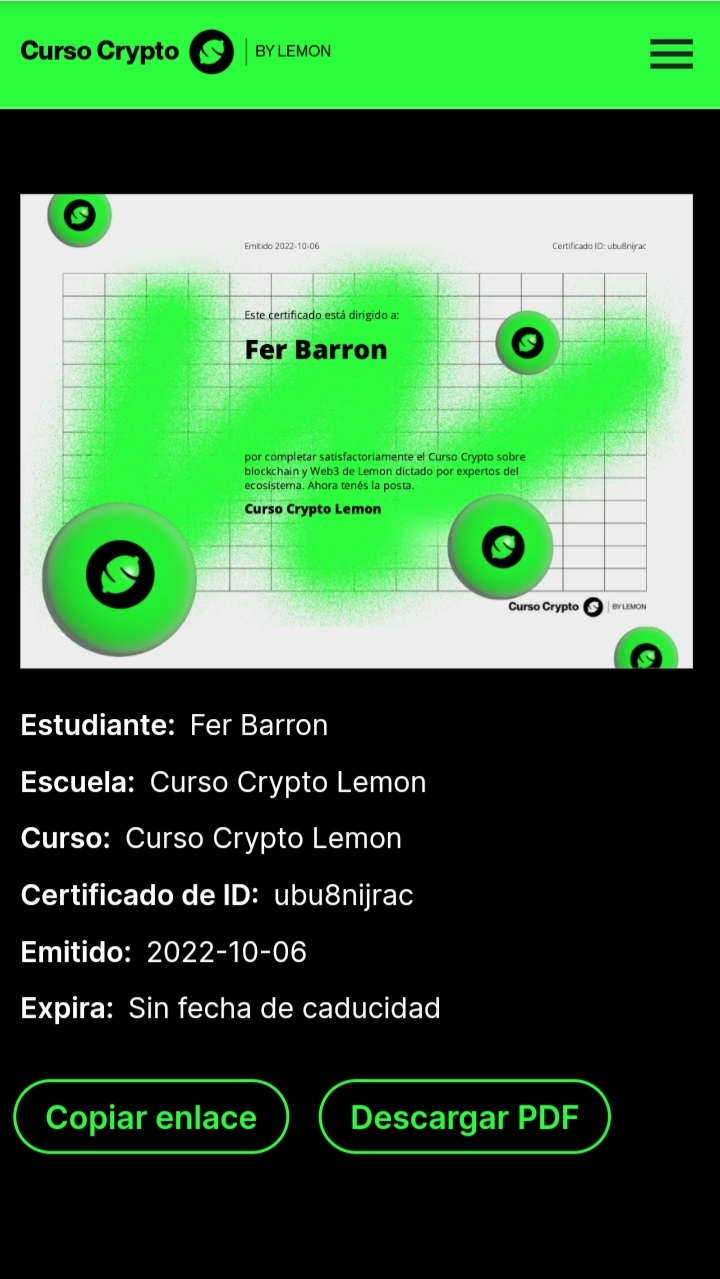 Curso Crypto BY LEMON
Emitido 2022-10-06 Certificado ID: ubu8nijrac
Este certificado está dirigido a:
Fer Barron
por completar satisfactoriamente el Curso Crypto sobre
blockchain y Web3 de Lemon dictado por expertos del
ecosistema. Ahora tenés la posta.
Curso Crypto Lemon
Curso Crypto BY LEMON
Estudiante: Fer Barron
Escuela: Curso Crypto Lemon
Curso: Curso Crypto Lemon
Certificado de ID: ubu8nijrac
Emitido: 2022-10-06
Expira: Sin fecha de caducidad
Copiar enlace Descargar PDF